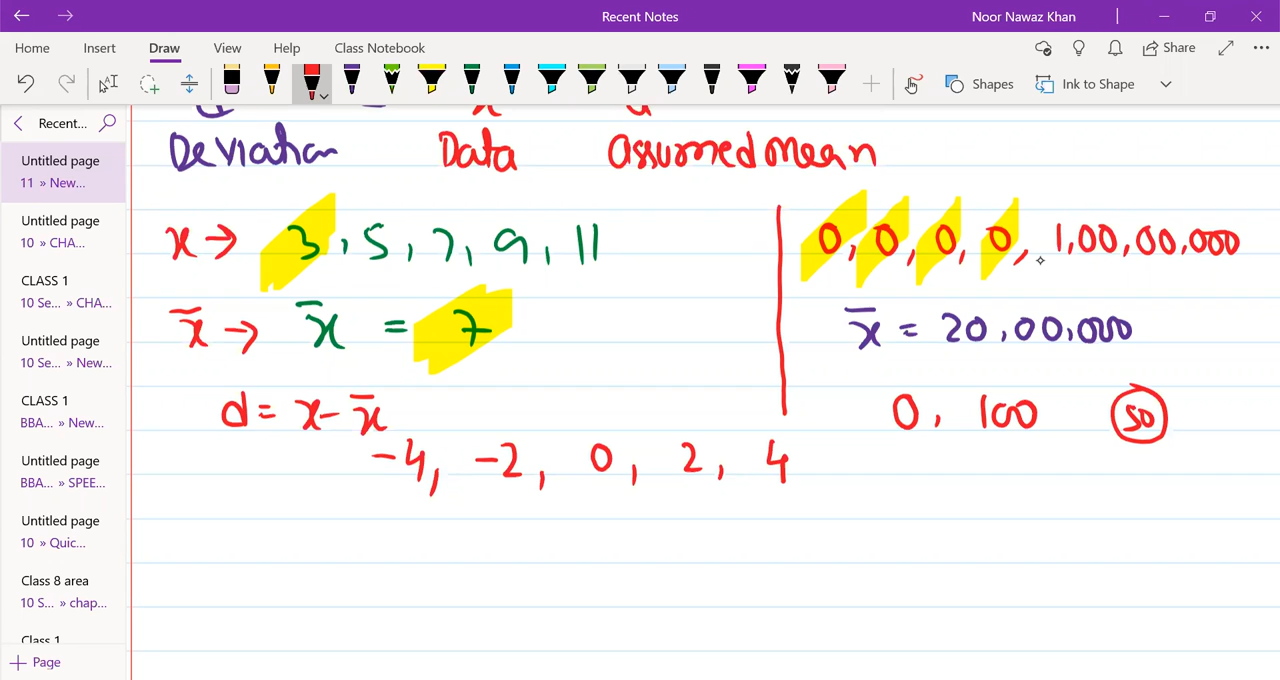 Recent Notes
Noor Nawaz Khan
Home Insert Draw View Help Class Notebook
Share
Shapes
Ink to Shape
Recent...
Untitled page
11 » New...
Untitled page
10 » CHA...
CLASS 1
10 Se... » CHA...
Untitled page
10 Se... » New...
CLASS 1
BBA... » New...
Untitled page
BBA... » SPEE...
Untitled page
10 » Quic...
Class 8 area
10 S... » chap...
Class 1
Page
Deviation Data Assumed mean
x → 3, 5, 7, 9, 11
x̄ → x̄ = 7
d = x - x̄
-4, -2, 0, 2, 4
0, 0, 0, 0, 1,00,00,000
x̄ = 20,00,000
0, 100 50